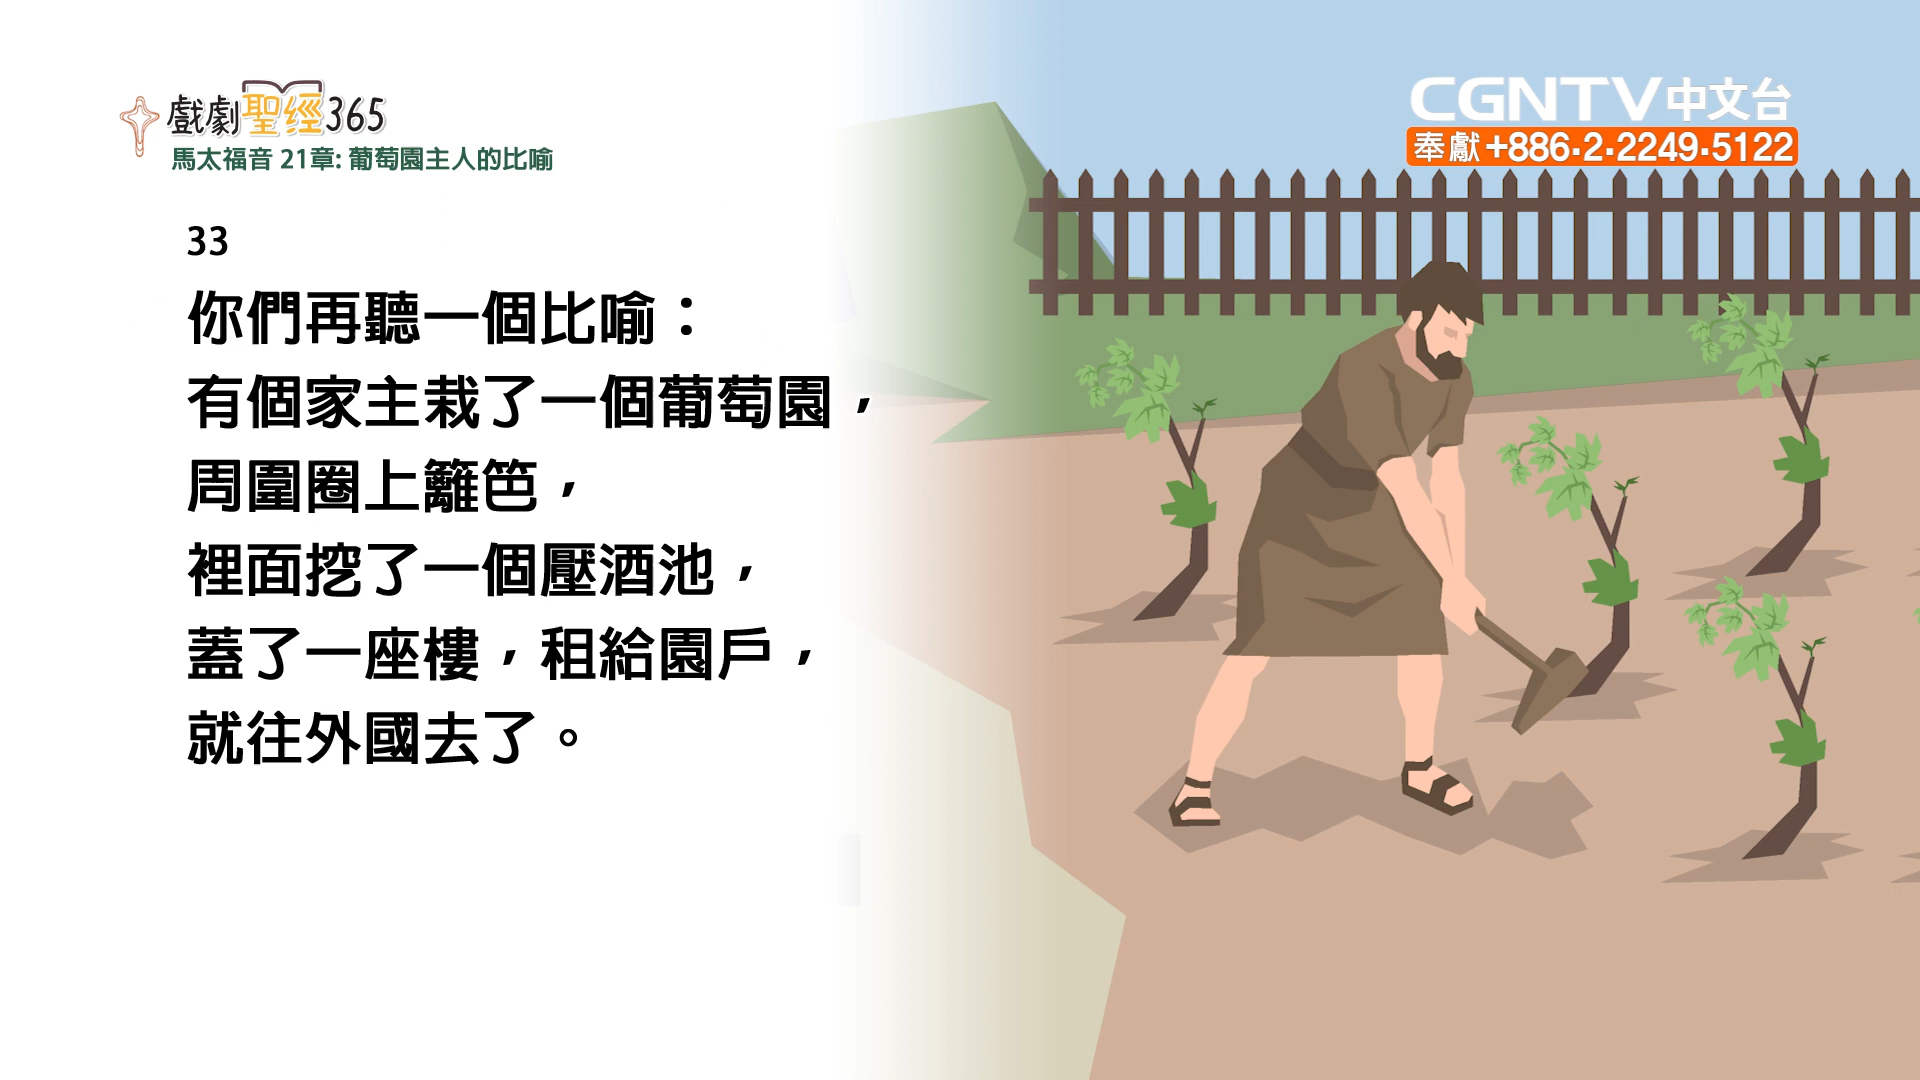 戲劇聖經365
馬太福音 21章: 葡萄園主人的比喻
CGNTV中文台
奉獻 +886·2·2249·5122
33
你們再聽一個比喻：
有個家主栽了一個葡萄園，
周圍圈上籬笆，
裡面挖了一個壓酒池，
蓋了一座樓，租給園戶，
就往外國去了。